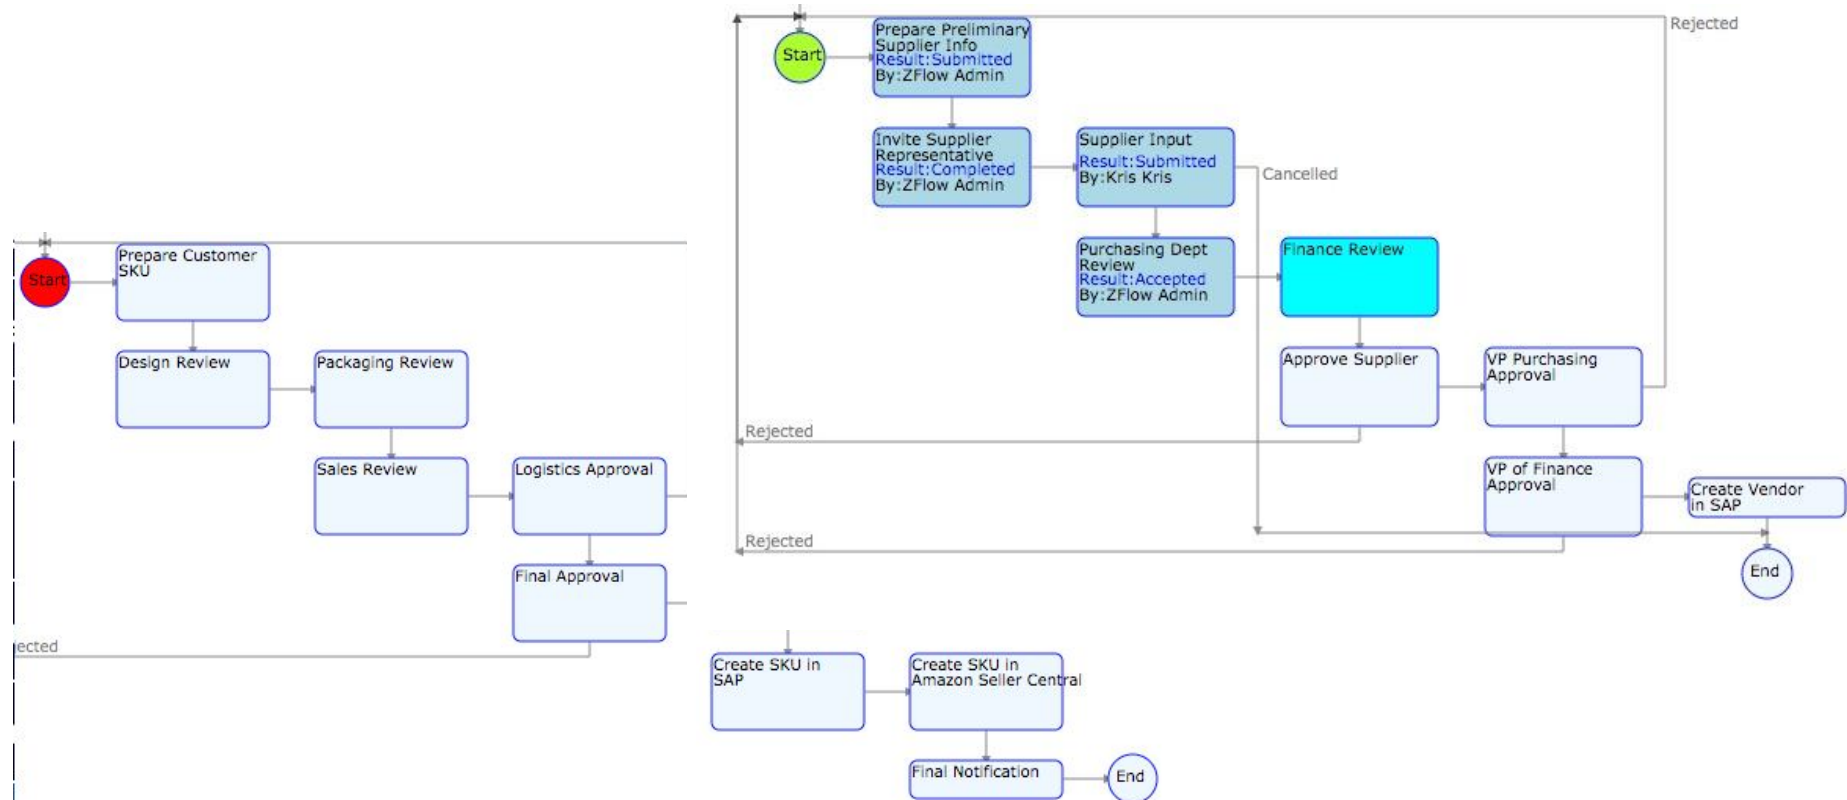 Rejected
Start
Prepare Preliminary
Supplier Info
Result:Submitted
By:ZFlow Admin
Invite Supplier
Representative
Result:Completed
By:ZFlow Admin
Supplier Input
Result:Submitted
By:Kris Kris
Cancelled
Purchasing Dept
Review
Result:Accepted
By:ZFlow Admin
Finance Review
Approve Supplier
VP Purchasing
Approval
Rejected
VP of Finance
Approval
Create Vendor
in SAP
Rejected
End
Start
Prepare Customer
SKU
Design Review
Packaging Review
Sales Review
Logistics Approval
Final Approval
jected
Create SKU in
SAP
Create SKU in
Amazon Seller Central
Final Notification
End